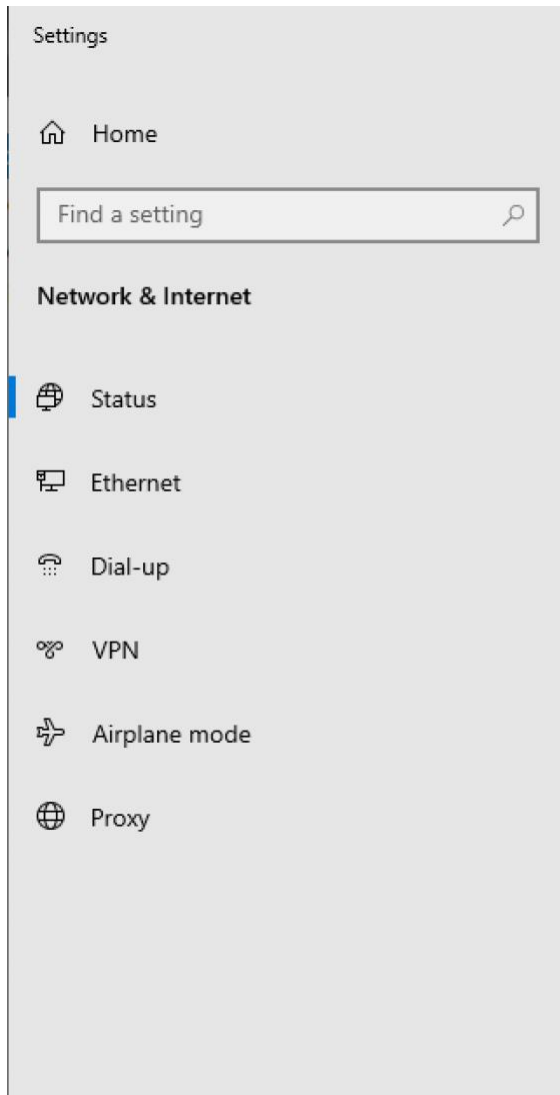 Settings
Home
Find a setting
Network & Internet
Status
Ethernet
Dial-up
VPN
Airplane mode
Proxy